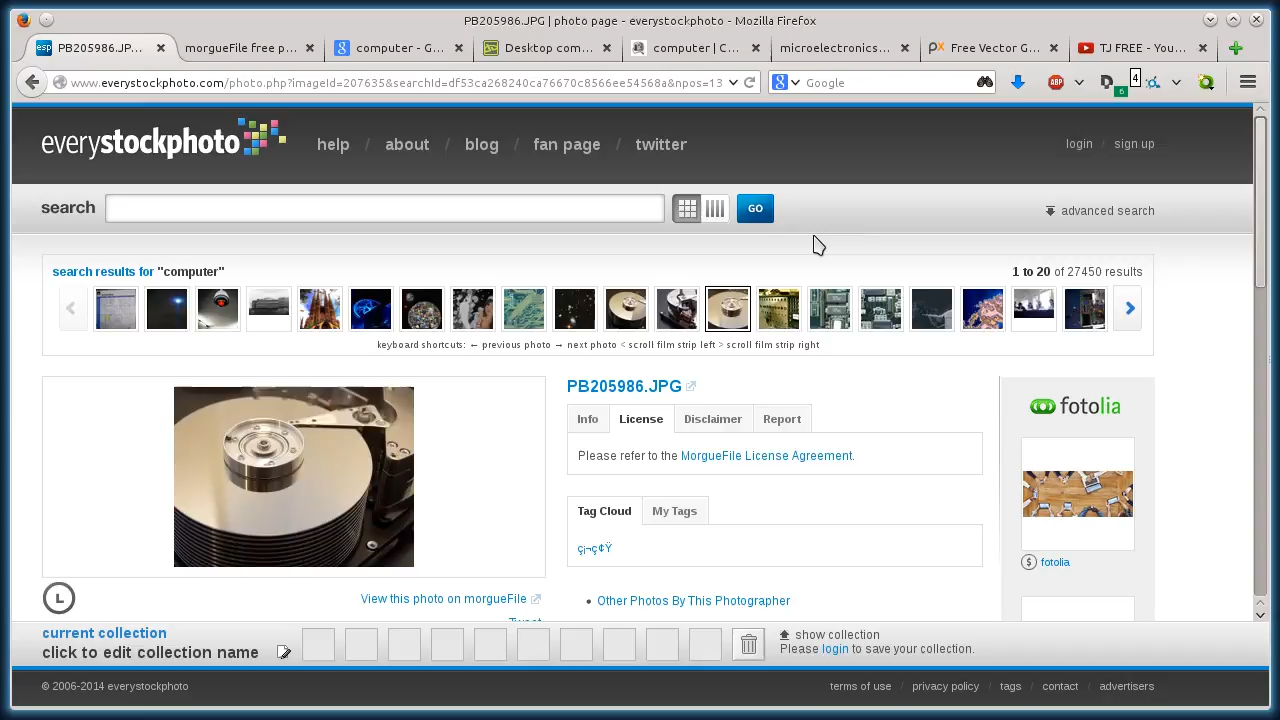 PB205986.JPG | photo page - everystockphoto - Mozilla Firefox
PB205986.JP... morgueFile free p... computer - G... Desktop com... computer | C... microelectronics... Free Vector G... TJ FREE - You...
www.everystockphoto.com/photo.php?imageId=207635&searchId=df53ca268240ca76670c8566ee54568a&npos=13 Google ABP D 6 4
everystockphoto help / about / blog / fan page / twitter login / sign up
search GO advanced search
search results for "computer" 1 to 20 of 27450 results
keyboard shortcuts: ← previous photo → next photo < scroll film strip left > scroll film strip right
PB205986.JPG
Info License Disclaimer Report
Please refer to the MorgueFile License Agreement.
Tag Cloud My Tags
ç¡¬ç¢Ÿ
L View this photo on morgueFile
• Other Photos By This Photographer
Tweet
fotolia
$ fotolia
current collection
click to edit collection name
show collection
Please login to save your collection.
© 2006-2014 everystockphoto terms of use / privacy policy / tags / contact / advertisers